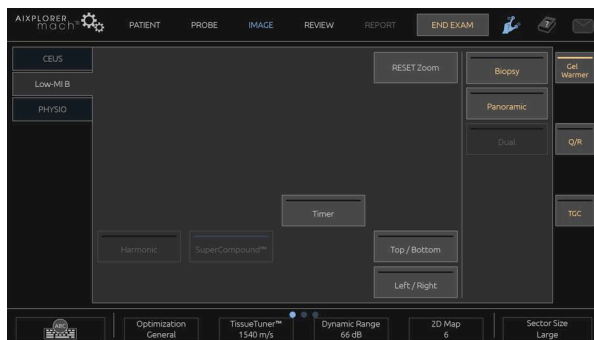 AIXPLORER
mach™
PATIENT
PROBE
IMAGE
REVIEW
REPORT
END EXAM
CEUS
Low-MI B
PHYSIO
RESET Zoom
Biopsy
Gel
Warmer
Panoramic
Dual
Q/R
Timer
TGC
Harmonic
SuperCompound™
Top / Bottom
Left / Right
ABC
Optimization
General
TissueTuner™
1540 m/s
Dynamic Range
66 dB
2D Map
6
Sector Size
Large